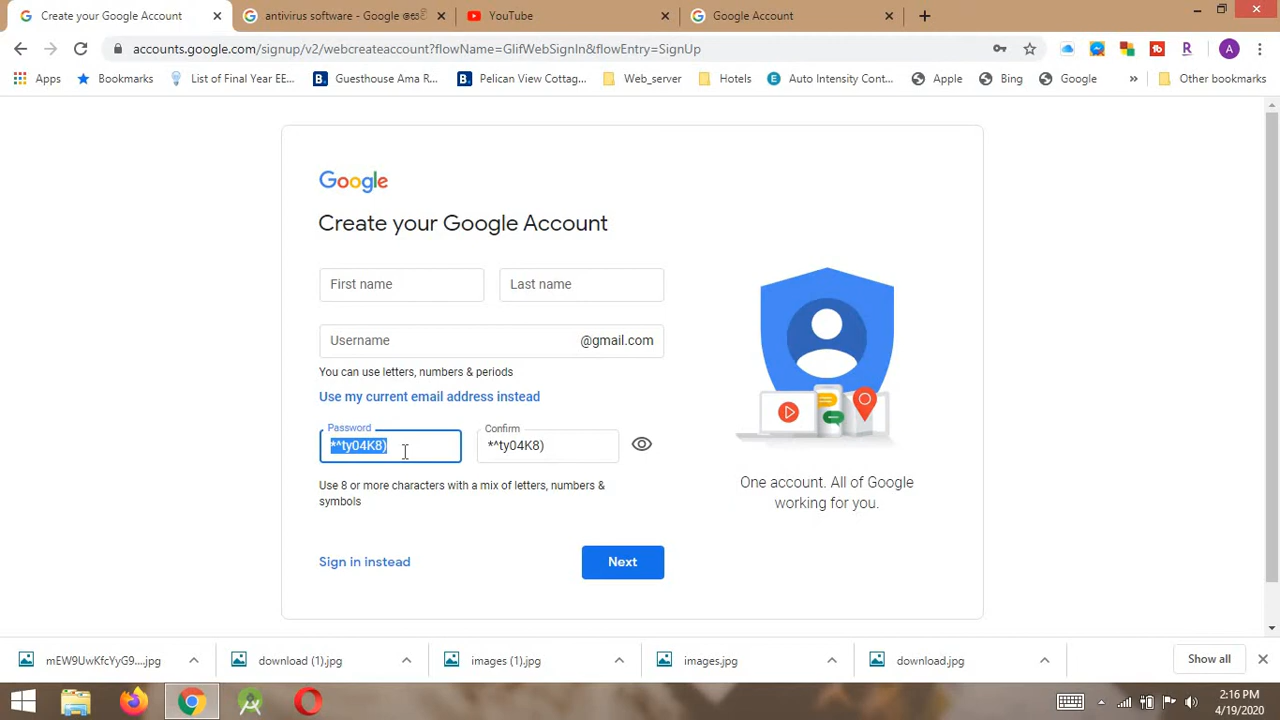 Create your Google Account
antivirus software - Google
YouTube
Google Account
accounts.google.com/signup/v2/webcreateaccount?flowName=GlifWebSignIn&flowEntry=SignUp
A
Apps
Bookmarks
List of Final Year EE...
Guesthouse Ama R...
Pelican View Cottag...
Web_server
Hotels
Auto Intensity Cont...
Apple
Bing
Google
»
Other bookmarks
Google
Create your Google Account
First name
Last name
Username
@gmail.com
You can use letters, numbers & periods
Use my current email address instead
Password
Confirm
*^ty04K8)
*^ty04K8)
Use 8 or more characters with a mix of letters, numbers &
symbols
One account. All of Google
working for you.
Sign in instead
Next
mEW9UwKfcYyG9....jpg
download (1).jpg
images (1).jpg
images.jpg
download.jpg
Show all
2:16 PM
4/19/2020